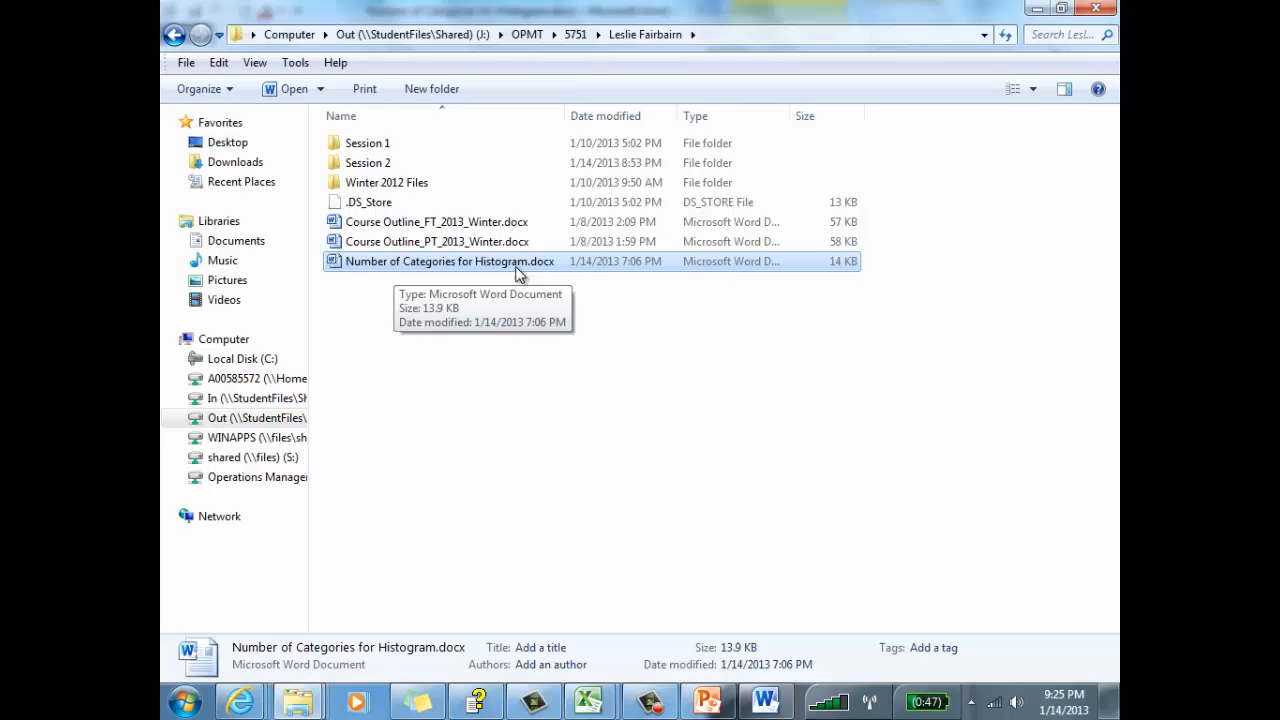 Computer ▸ Out (\\StudentFiles\Shared) (J:) ▸ OPMT ▸ 5751 ▸ Leslie Fairbairn ▸
Search Lesl...
File Edit View Tools Help
Organize Open Print New folder
Name Date modified Type Size
Favorites
Desktop
Downloads
Recent Places
Libraries
Documents
Music
Pictures
Videos
Computer
Local Disk (C:)
A00585572 (\\Home
In (\\StudentFiles\Sh
Out (\\StudentFiles\
WINAPPS (\\files\sh
shared (\\files) (S:)
Operations Manager
Network
Session 1 1/10/2013 5:02 PM File folder
Session 2 1/14/2013 8:53 PM File folder
Winter 2012 Files 1/10/2013 9:50 AM File folder
.DS_Store 1/10/2013 5:02 PM DS_STORE File 13 KB
Course Outline_FT_2013_Winter.docx 1/8/2013 2:09 PM Microsoft Word D... 57 KB
Course Outline_PT_2013_Winter.docx 1/8/2013 1:59 PM Microsoft Word D... 58 KB
Number of Categories for Histogram.docx 1/14/2013 7:06 PM Microsoft Word D... 14 KB
Type: Microsoft Word Document
Size: 13.9 KB
Date modified: 1/14/2013 7:06 PM
Number of Categories for Histogram.docx Title: Add a title Size: 13.9 KB Tags: Add a tag
Microsoft Word Document Authors: Add an author Date modified: 1/14/2013 7:06 PM
(0:47)
9:25 PM
1/14/2013